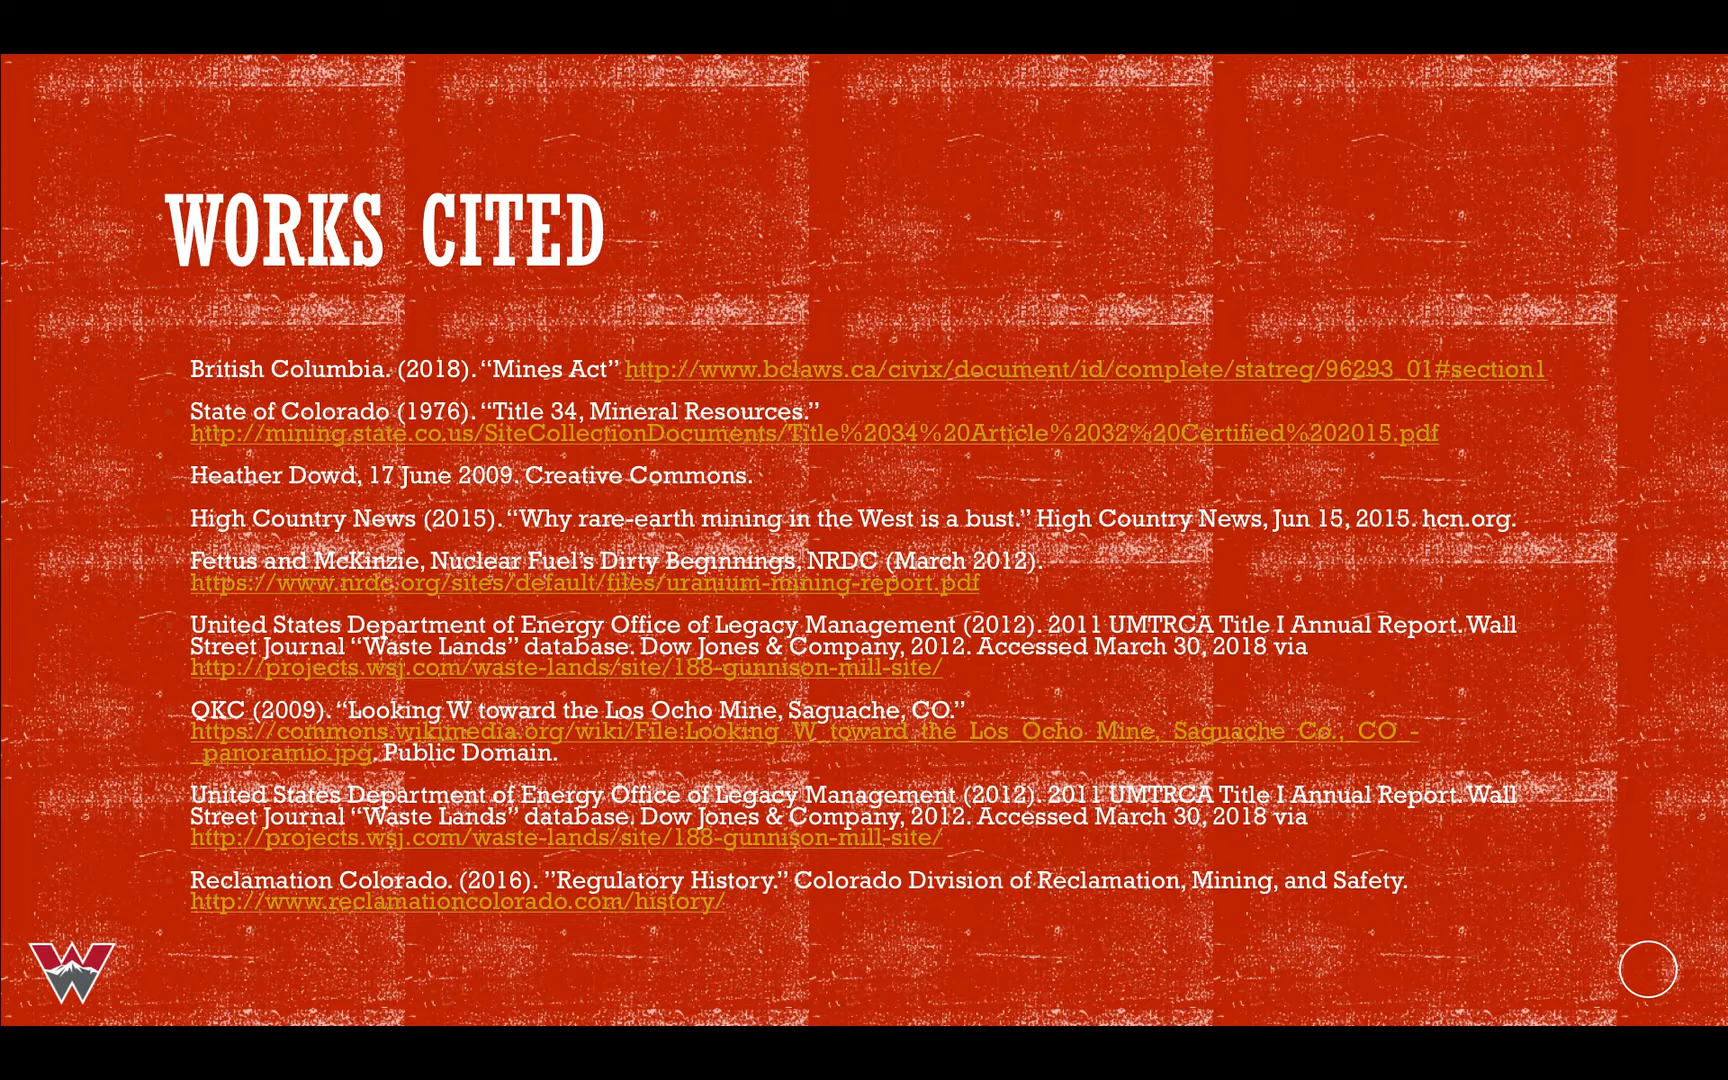 WORKS CITED
British Columbia. (2018). “Mines Act” http://www.bclaws.ca/civix/document/id/complete/statreg/96293_01#section1
State of Colorado (1976). “Title 34, Mineral Resources.”
http://mining.state.co.us/SiteCollectionDocuments/Title%2034%20Article%2032%20Certified%202015.pdf
Heather Dowd, 17 June 2009. Creative Commons.
High Country News (2015). “Why rare-earth mining in the West is a bust.” High Country News, Jun 15, 2015. hcn.org.
Fettus and McKinzie, Nuclear Fuel’s Dirty Beginnings, NRDC (March 2012).
https://www.nrdc.org/sites/default/files/uranium-mining-report.pdf
United States Department of Energy Office of Legacy Management (2012). 2011 UMTRCA Title I Annual Report. Wall
Street Journal “Waste Lands” database. Dow Jones & Company, 2012. Accessed March 30, 2018 via
http://projects.wsj.com/waste-lands/site/188-gunnison-mill-site/
QKC (2009). “Looking W toward the Los Ocho Mine, Saguache, CO.”
https://commons.wikimedia.org/wiki/File:Looking_W_toward_the_Los_Ocho_Mine,_Saguache_Co.,_CO_-
_panoramio.jpg. Public Domain.
United States Department of Energy Office of Legacy Management (2012). 2011 UMTRCA Title I Annual Report. Wall
Street Journal “Waste Lands” database. Dow Jones & Company, 2012. Accessed March 30, 2018 via
http://projects.wsj.com/waste-lands/site/188-gunnison-mill-site/
Reclamation Colorado. (2016). ”Regulatory History.” Colorado Division of Reclamation, Mining, and Safety.
http://www.reclamationcolorado.com/history/
W